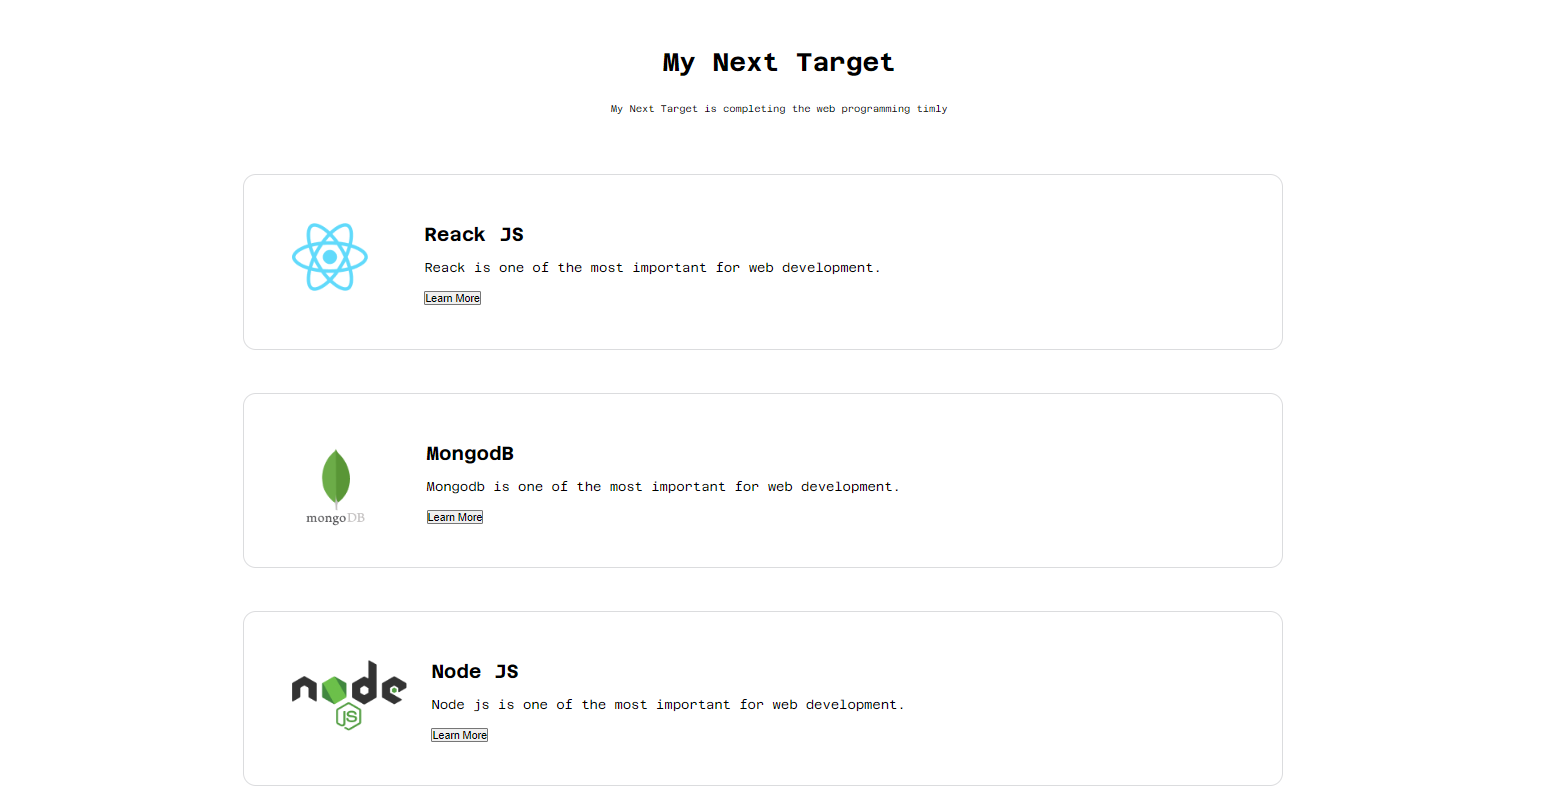 My Next Target
My Next Target is completing the web programming timly
Reack JS
Reack is one of the most important for web development.
Learn More
MongodB
Mongodb is one of the most important for web development.
Learn More
mongoDB
node
JS
Node JS
Node js is one of the most important for web development.
Learn More